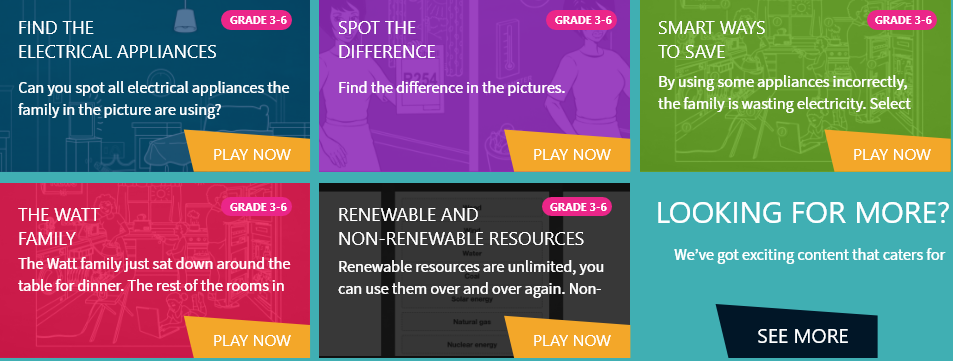 GRADE 3-6
FIND THE
ELECTRICAL APPLIANCES
Can you spot all electrical appliances the
family in the picture are using?
PLAY NOW
GRADE 3-6
SPOT THE
DIFFERENCE
R254
Find the difference in the pictures.
PLAY NOW
GRADE 3-6
SMART WAYS
TO SAVE
By using some appliances incorrectly,
the family is wasting electricity. Select
PLAY NOW
GRADE 3-6
THE WATT
FAMILY
The Watt family just sat down around the
table for dinner. The rest of the rooms in
PLAY NOW
GRADE 3-6
RENEWABLE AND
NON-RENEWABLE RESOURCES
Water
Renewable resources are unlimited, you
Coal
can use them over and over again. Non-
Solar energy
Natural gas
Nuclear energy
PLAY NOW
LOOKING FOR MORE?
We've got exciting content that caters for
SEE MORE